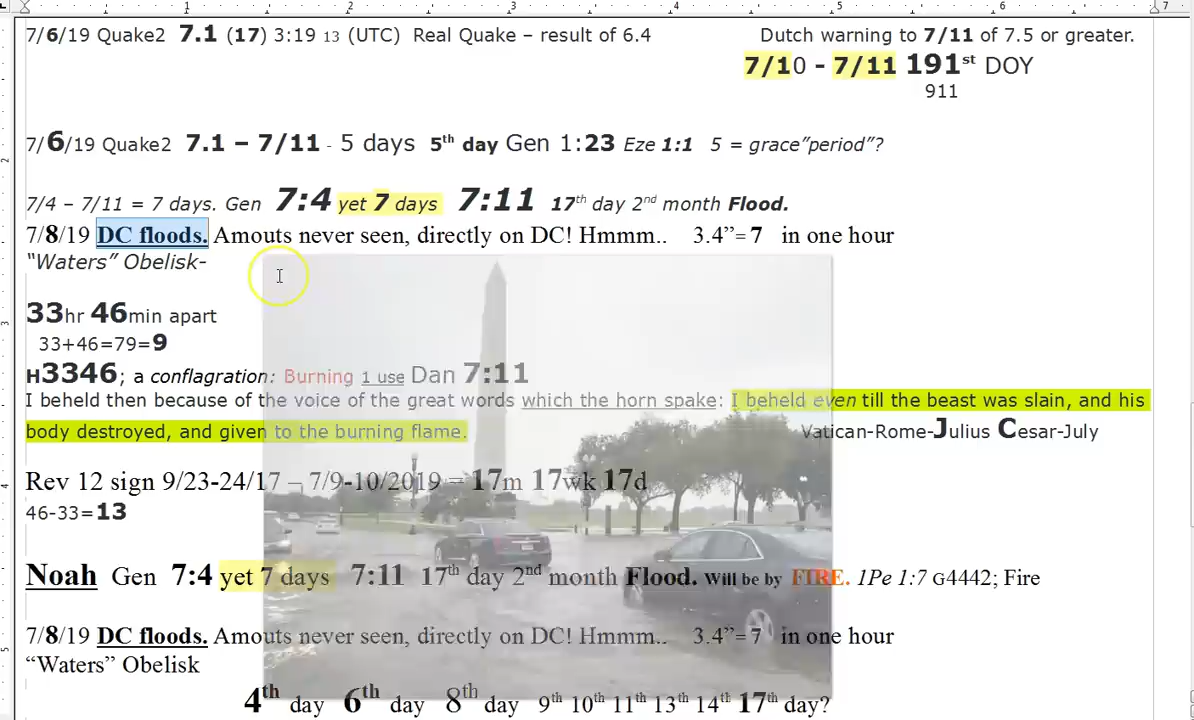 7/6/19 Quake2 7.1 (17) 3:19 13 (UTC) Real Quake – result of 6.4 Dutch warning to 7/11 of 7.5 or greater.
7/10 - 7/11 191st DOY
911
7/6/19 Quake2 7.1 – 7/11 - 5 days 5th day Gen 1:23 Eze 1:1 5 = grace”period”?
7/4 – 7/11 = 7 days. Gen 7:4 yet 7 days 7:11 17th day 2nd month Flood.
7/8/19 DC floods. Amouts never seen, directly on DC! Hmmm.. 3.4”= 7 in one hour
“Waters” Obelisk-
33hr 46min apart
33+46=79=9
H3346; a conflagration: Burning 1 use Dan 7:11
I beheld then because of the voice of the great words which the horn spake: I beheld even till the beast was slain, and his
body destroyed, and given to the burning flame. Vatican-Rome-Julius Cesar-July
Rev 12 sign 9/23-24/17 – 7/9-10/2019 = 17m 17wk 17d
46-33=13
Noah Gen 7:4 yet 7 days 7:11 17th day 2nd month Flood. Will be by FIRE. 1Pe 1:7 G4442; Fire
7/8/19 DC floods. Amouts never seen, directly on DC! Hmmm.. 3.4”= 7 in one hour
“Waters” Obelisk
4th day 6th day 8th day 9th 10th 11th 13th 14th 17th day?